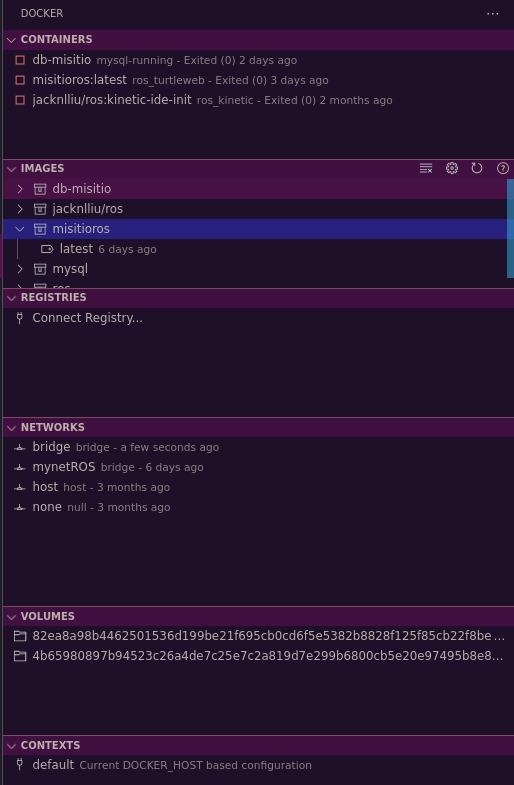 DOCKER
CONTAINERS
db-misitio mysql-running - Exited (0) 2 days ago
misitioros:latest ros_turtleweb - Exited (0) 3 days ago
jacknlliu/ros:kinetic-ide-init ros_kinetic - Exited (0) 2 months ago
IMAGES
db-misitio
jacknlliu/ros
misitioros
latest 6 days ago
mysql
ros
REGISTRIES
Connect Registry...
NETWORKS
bridge bridge - a few seconds ago
mynetROS bridge - 6 days ago
host host - 3 months ago
none null - 3 months ago
VOLUMES
82ea8a98b4462501536d199be21f695cb0cd6f5e5382b8828f125f85cb22f8be...
4b65980897b94523c26a4de7c25e7c2a819d7e299b6800cb5e20e97495b8e8...
CONTEXTS
default Current DOCKER_HOST based configuration